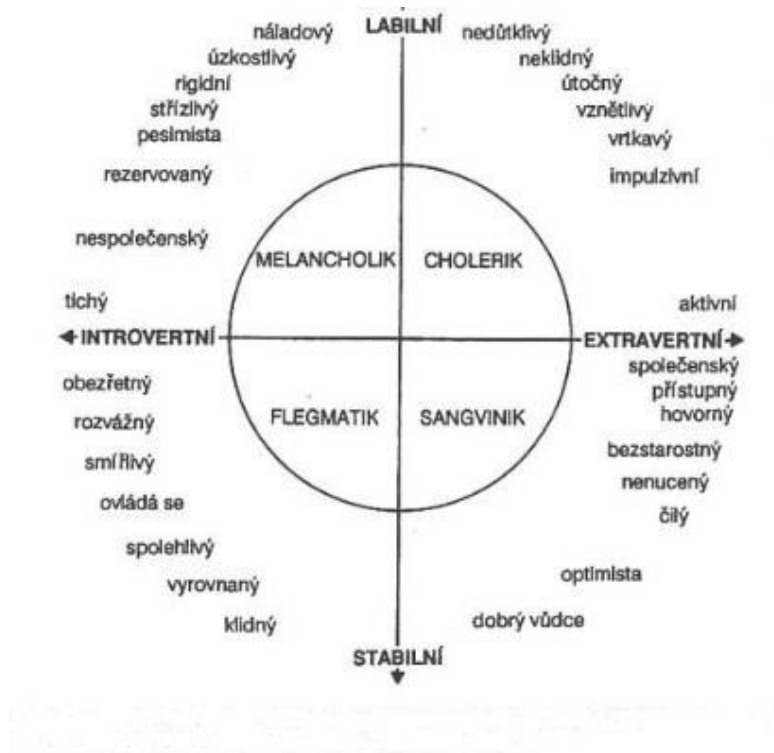 náladový LABILNÍ nedůtklivý
úzkostlivý neklidný
rigidní útočný
střízlivý vznětlivý
pesimista vrtkavý
rezervovaný impulzivní
nespolečenský
MELANCHOLIK CHOLERIK
tichý aktivní
INTROVERTNÍ EXTRAVERTNÍ
společenský
obezřetný přístupný
hovorný
rozvážný FLEGMATIK SANGVINIK
bezstarostný
smířlivý
nenucený
ovládá se
čilý
spolehlivý
optimista
vyrovnaný
klidný dobrý vůdce
STABILNÍ